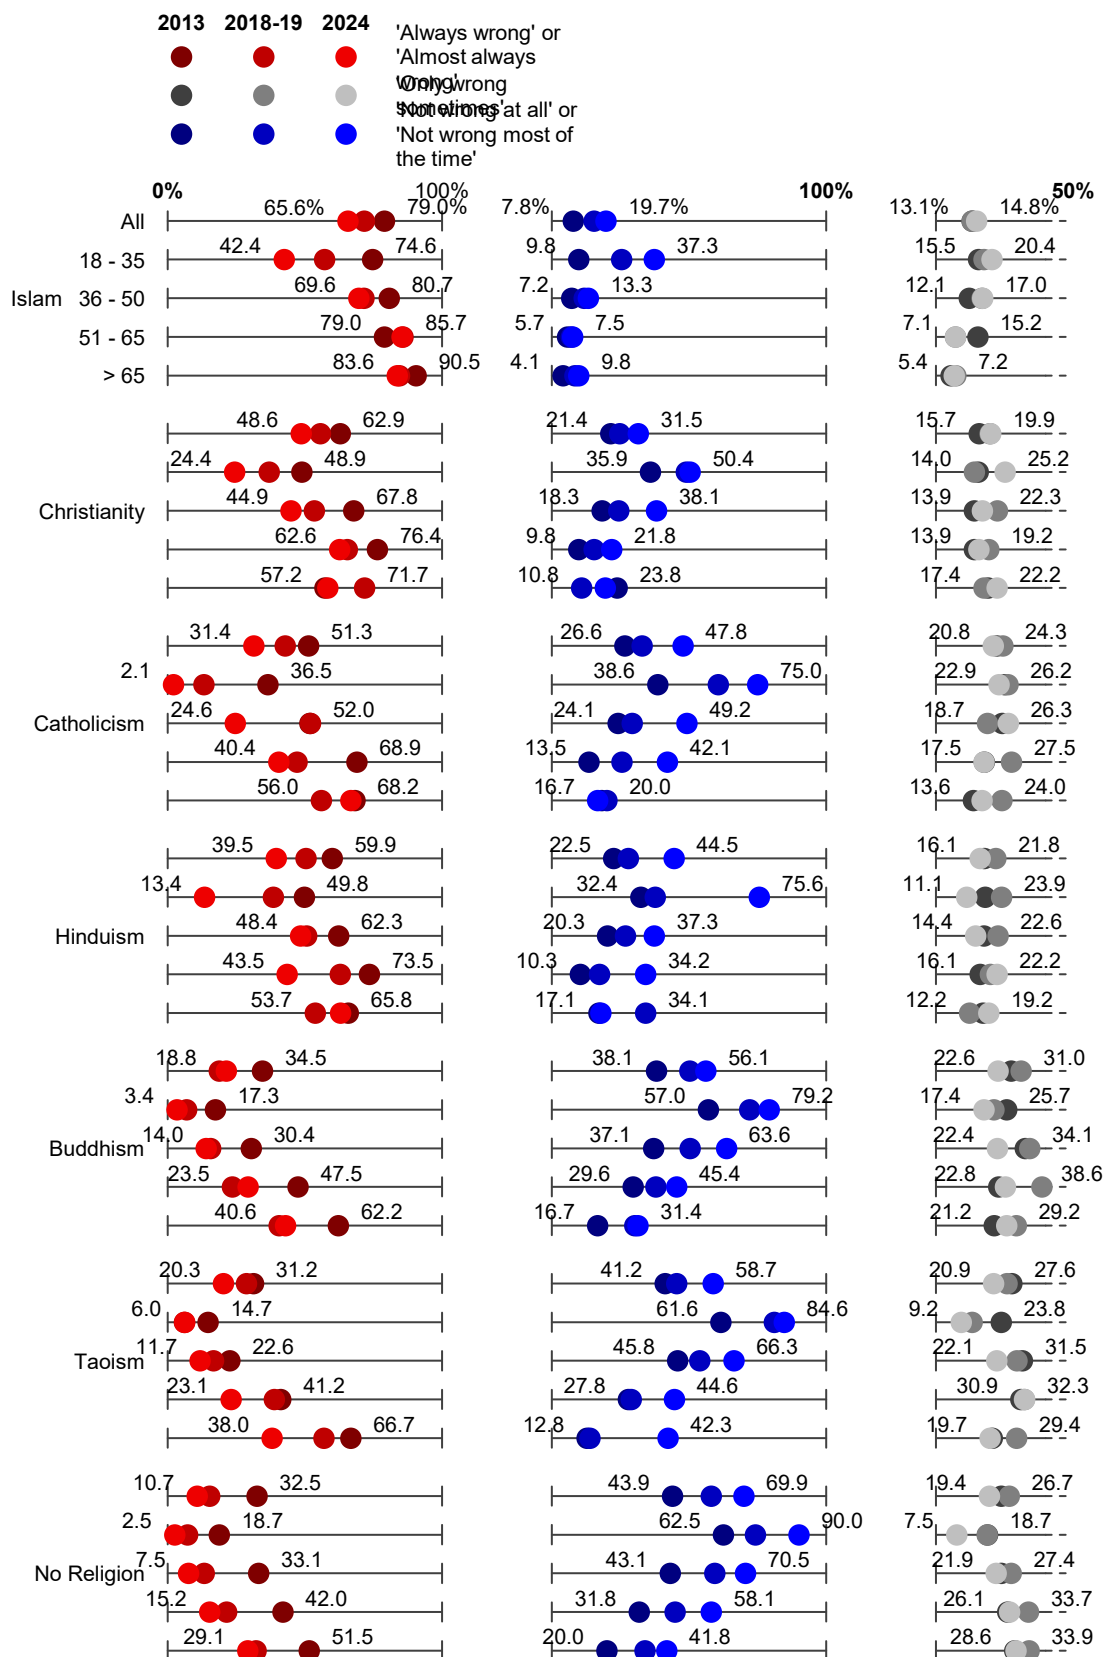 2013 2018-19 2024
'Always wrong' or
'Almost always
wrong'
'Only wrong
sometimes'
'Not wrong at all' or
'Not wrong most of
the time'
0% 100% 100% 50%
All 65.6% 79.0% 7.8% 19.7% 13.1% 14.8%
18 - 35 42.4 74.6 9.8 37.3 15.5 20.4
Islam 36 - 50 69.6 80.7 7.2 13.3 12.1 17.0
51 - 65 79.0 85.7 5.7 7.5 7.1 15.2
> 65 83.6 90.5 4.1 9.8 5.4 7.2
48.6 62.9 21.4 31.5 15.7 19.9
24.4 48.9 35.9 50.4 14.0 25.2
Christianity 44.9 67.8 18.3 38.1 13.9 22.3
62.6 76.4 9.8 21.8 13.9 19.2
57.2 71.7 10.8 23.8 17.4 22.2
31.4 51.3 26.6 47.8 20.8 24.3
2.1 36.5 38.6 75.0 22.9 26.2
Catholicism 24.6 52.0 24.1 49.2 18.7 26.3
40.4 68.9 13.5 42.1 17.5 27.5
56.0 68.2 16.7 20.0 13.6 24.0
39.5 59.9 22.5 44.5 16.1 21.8
13.4 49.8 32.4 75.6 11.1 23.9
Hinduism 48.4 62.3 20.3 37.3 14.4 22.6
43.5 73.5 10.3 34.2 16.1 22.2
53.7 65.8 17.1 34.1 12.2 19.2
18.8 34.5 38.1 56.1 22.6 31.0
3.4 17.3 57.0 79.2 17.4 25.7
Buddhism 14.0 30.4 37.1 63.6 22.4 34.1
23.5 47.5 29.6 45.4 22.8 38.6
40.6 62.2 16.7 31.4 21.2 29.2
20.3 31.2 41.2 58.7 20.9 27.6
6.0 14.7 61.6 84.6 9.2 23.8
Taoism 11.7 22.6 45.8 66.3 22.1 31.5
23.1 41.2 27.8 44.6 30.9 32.3
38.0 66.7 12.8 42.3 19.7 29.4
10.7 32.5 43.9 69.9 19.4 26.7
2.5 18.7 62.5 90.0 7.5 18.7
No Religion 7.5 33.1 43.1 70.5 21.9 27.4
15.2 42.0 31.8 58.1 26.1 33.7
29.1 51.5 20.0 41.8 28.6 33.9